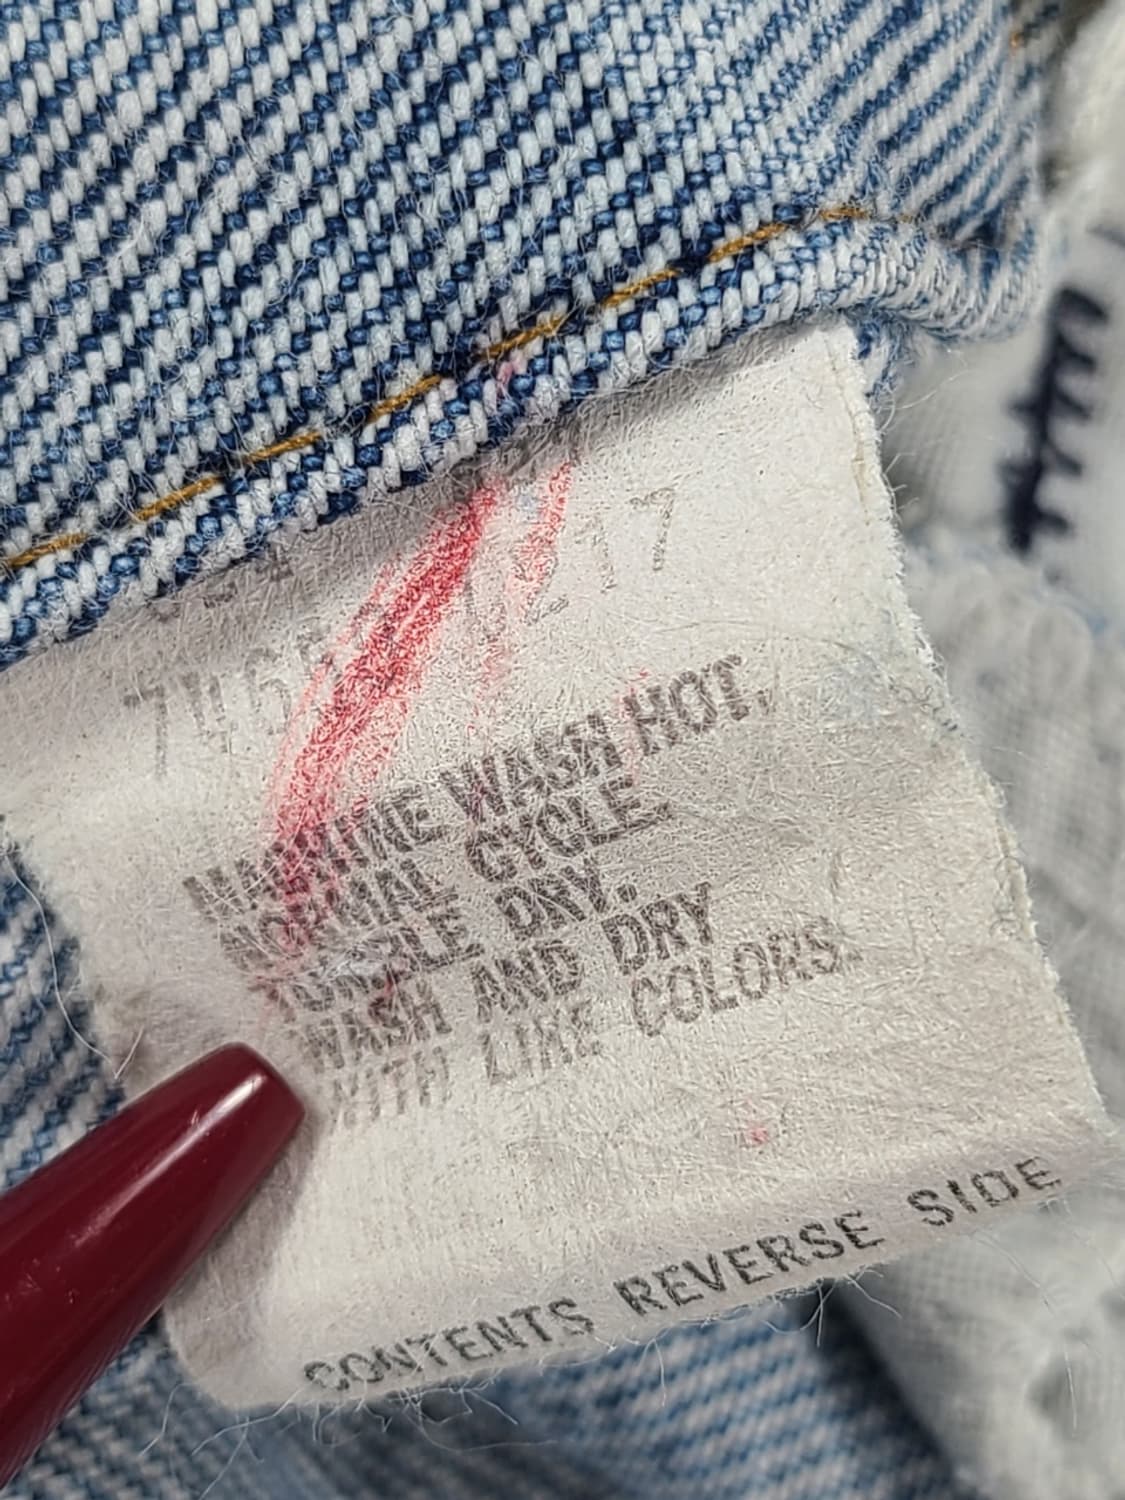 MACHINE WASH HOT,
NORMAL CYCLE.
TUMBLE DRY.
WASH AND DRY
WITH LIKE COLORS.
CONTENTS REVERSE SIDE